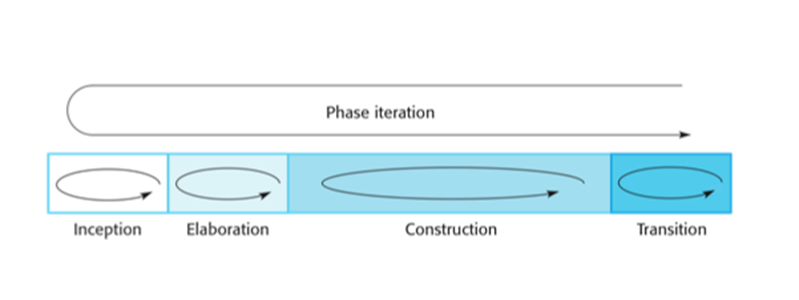 Phase iteration
Inception
Elaboration
Construction
Transition